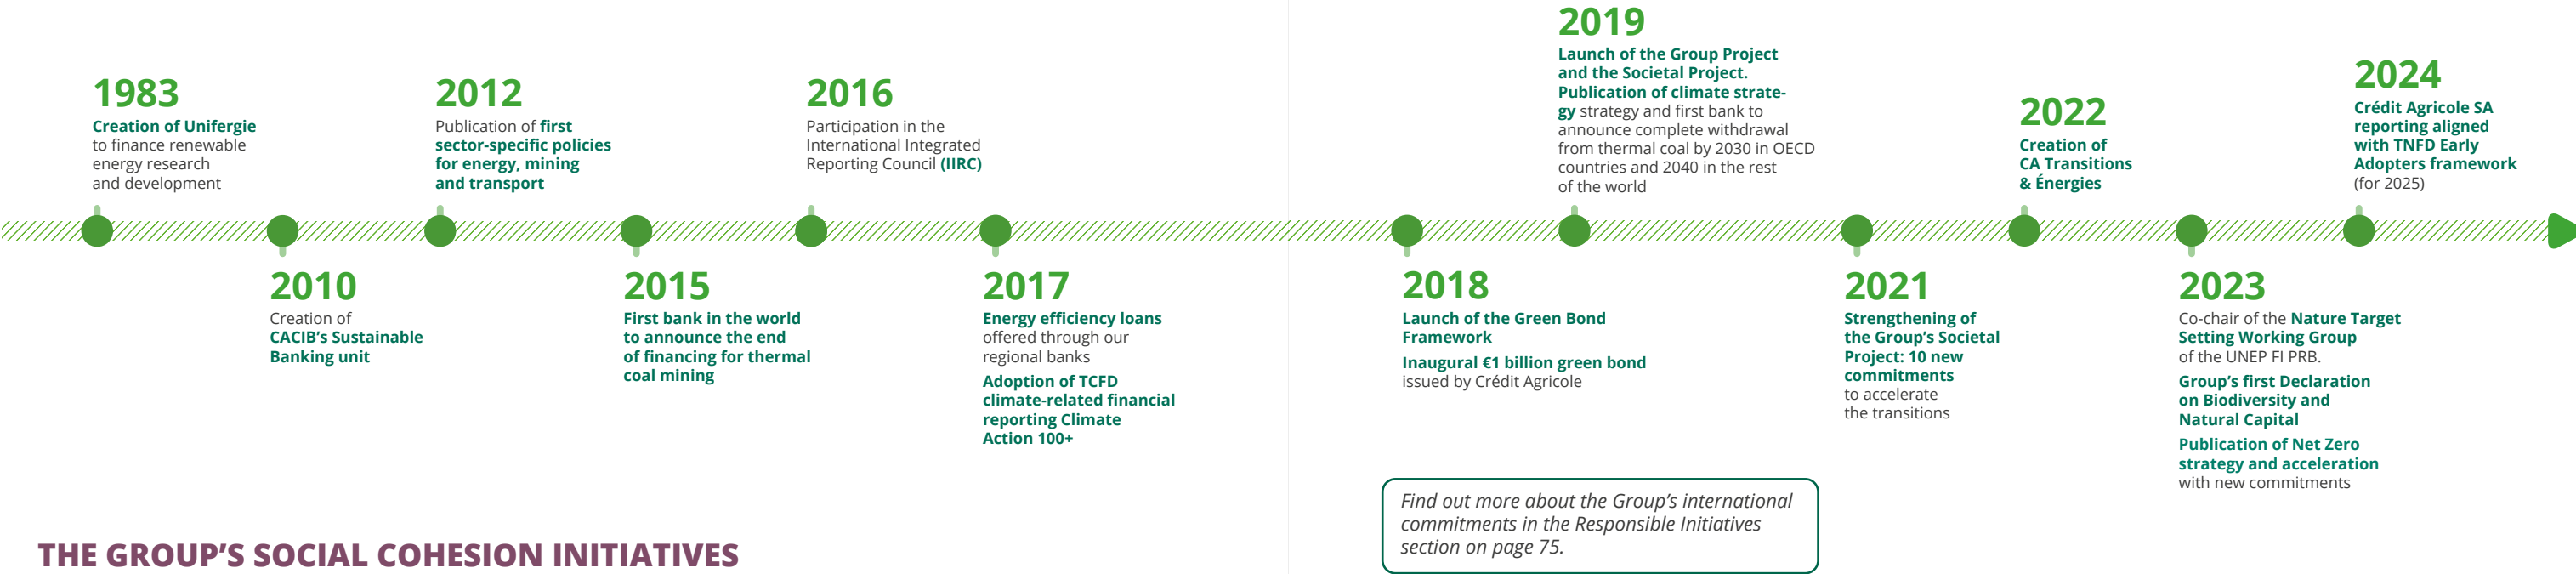 1983
Creation of Unifergie
to finance renewable
energy research
and development
2010
Creation of
CACIB’s Sustainable
Banking unit
2012
Publication of first
sector-specific policies
for energy, mining
and transport
2015
First bank in the world
to announce the end
of financing for thermal
coal mining
2016
Participation in the
International Integrated
Reporting Council (IIRC)
2017
Energy efficiency loans
offered through our
regional banks
Adoption of TCFD
climate-related financial
reporting Climate
Action 100+
2018
Launch of the Green Bond
Framework
Inaugural €1 billion green bond
issued by Crédit Agricole
2019
Launch of the Group Project
and the Societal Project.
Publication of climate strate-
gy strategy and first bank to
announce complete withdrawal
from thermal coal by 2030 in OECD
countries and 2040 in the rest
of the world
2021
Strengthening of
the Group’s Societal
Project: 10 new
commitments
to accelerate
the transitions
2022
Creation of
CA Transitions
& Énergies
2023
Co-chair of the Nature Target
Setting Working Group
of the UNEP FI PRB.
Group’s first Declaration
on Biodiversity and
Natural Capital
Publication of Net Zero
strategy and acceleration
with new commitments
2024
Crédit Agricole SA
reporting aligned
with TNFD Early
Adopters framework
(for 2025)
Find out more about the Group’s international
commitments in the Responsible Initiatives
section on page 75.
THE GROUP’S SOCIAL COHESION INITIATIVES